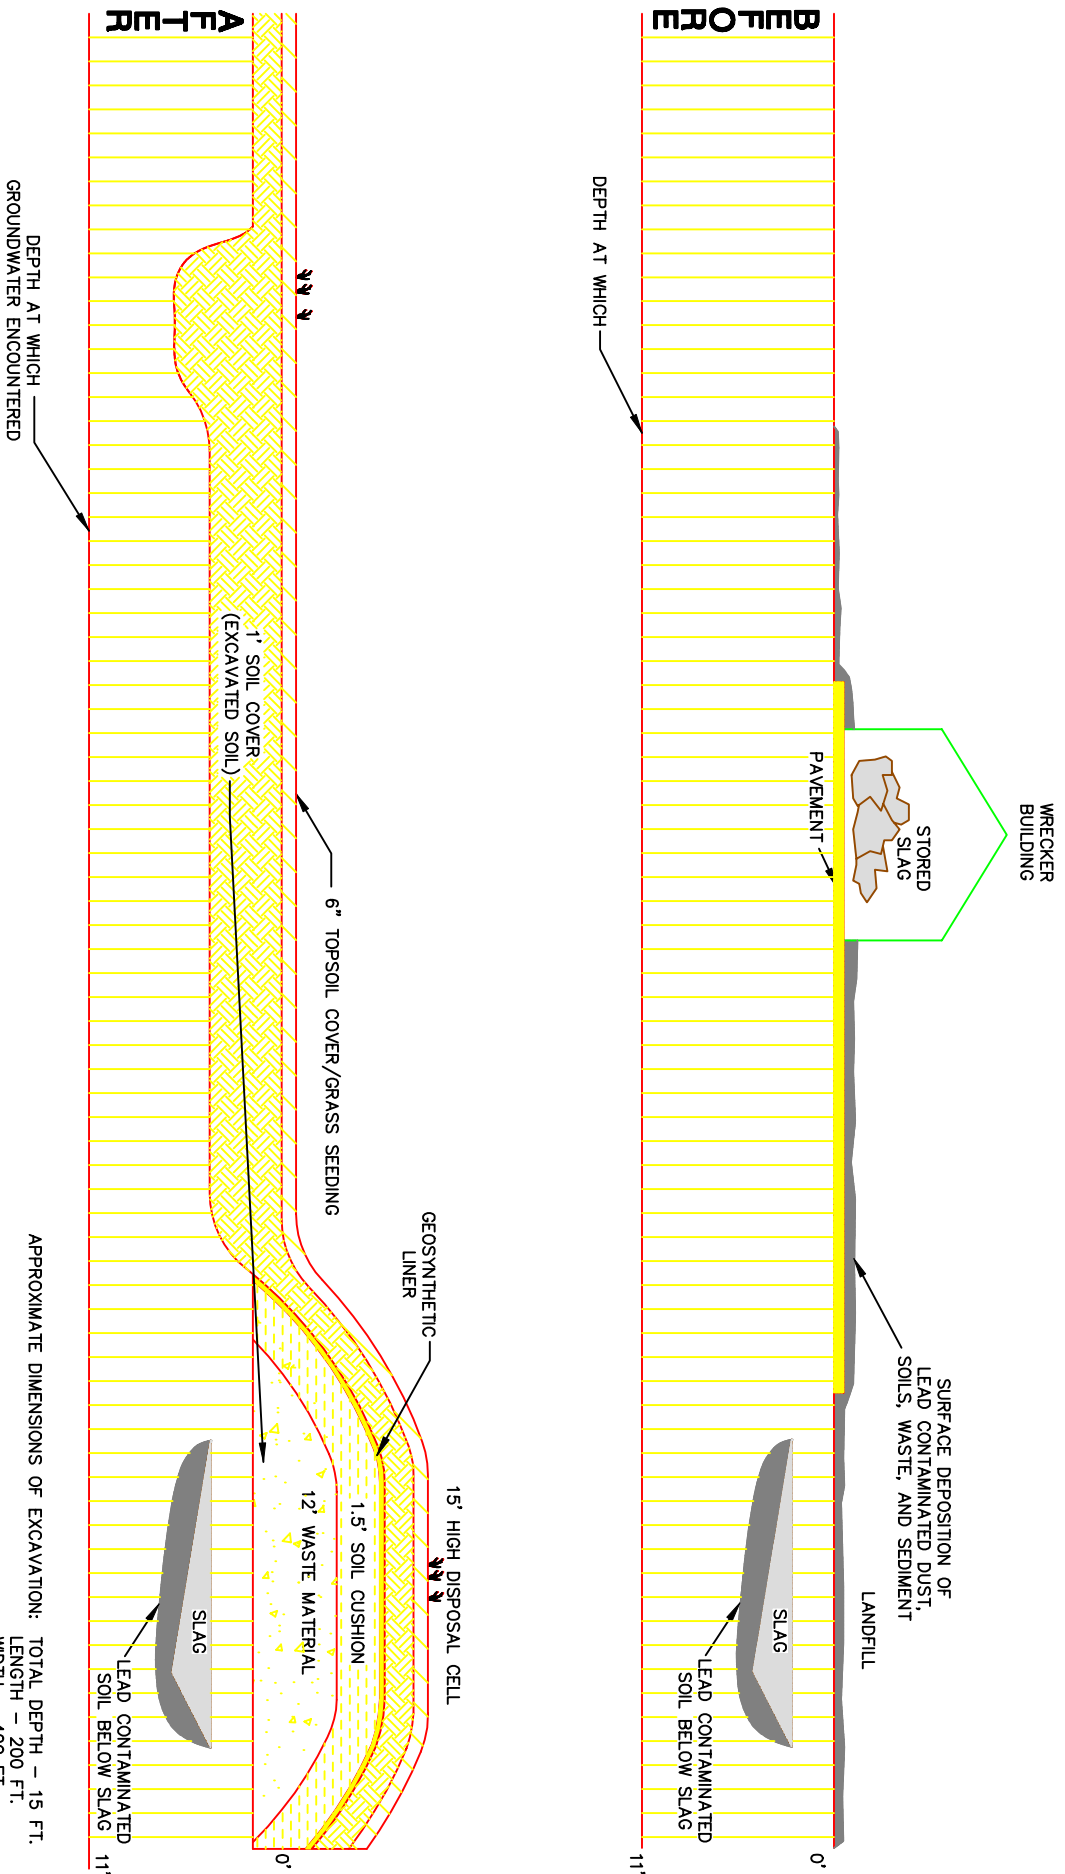 BEFORE
WRECKER
BUILDING
STORED
SLAG
PAVEMENT
SURFACE DEPOSITION OF
LEAD CONTAMINATED DUST,
SOILS, WASTE, AND SEDIMENT
LANDFILL
0'
SLAG
LEAD CONTAMINATED
SOIL BELOW SLAG
11'
DEPTH AT WHICH
AFTER
15' HIGH DISPOSAL CELL
GEOSYNTHETIC
LINER
6" TOPSOIL COVER/GRASS SEEDING
1.5' SOIL CUSHION
12' WASTE MATERIAL
0'
1' SOIL COVER
(EXCAVATED SOIL)
SLAG
LEAD CONTAMINATED
SOIL BELOW SLAG
11'
DEPTH AT WHICH
GROUNDWATER ENCOUNTERED
APPROXIMATE DIMENSIONS OF EXCAVATION: TOTAL DEPTH – 15 FT.
LENGTH – 200 FT.